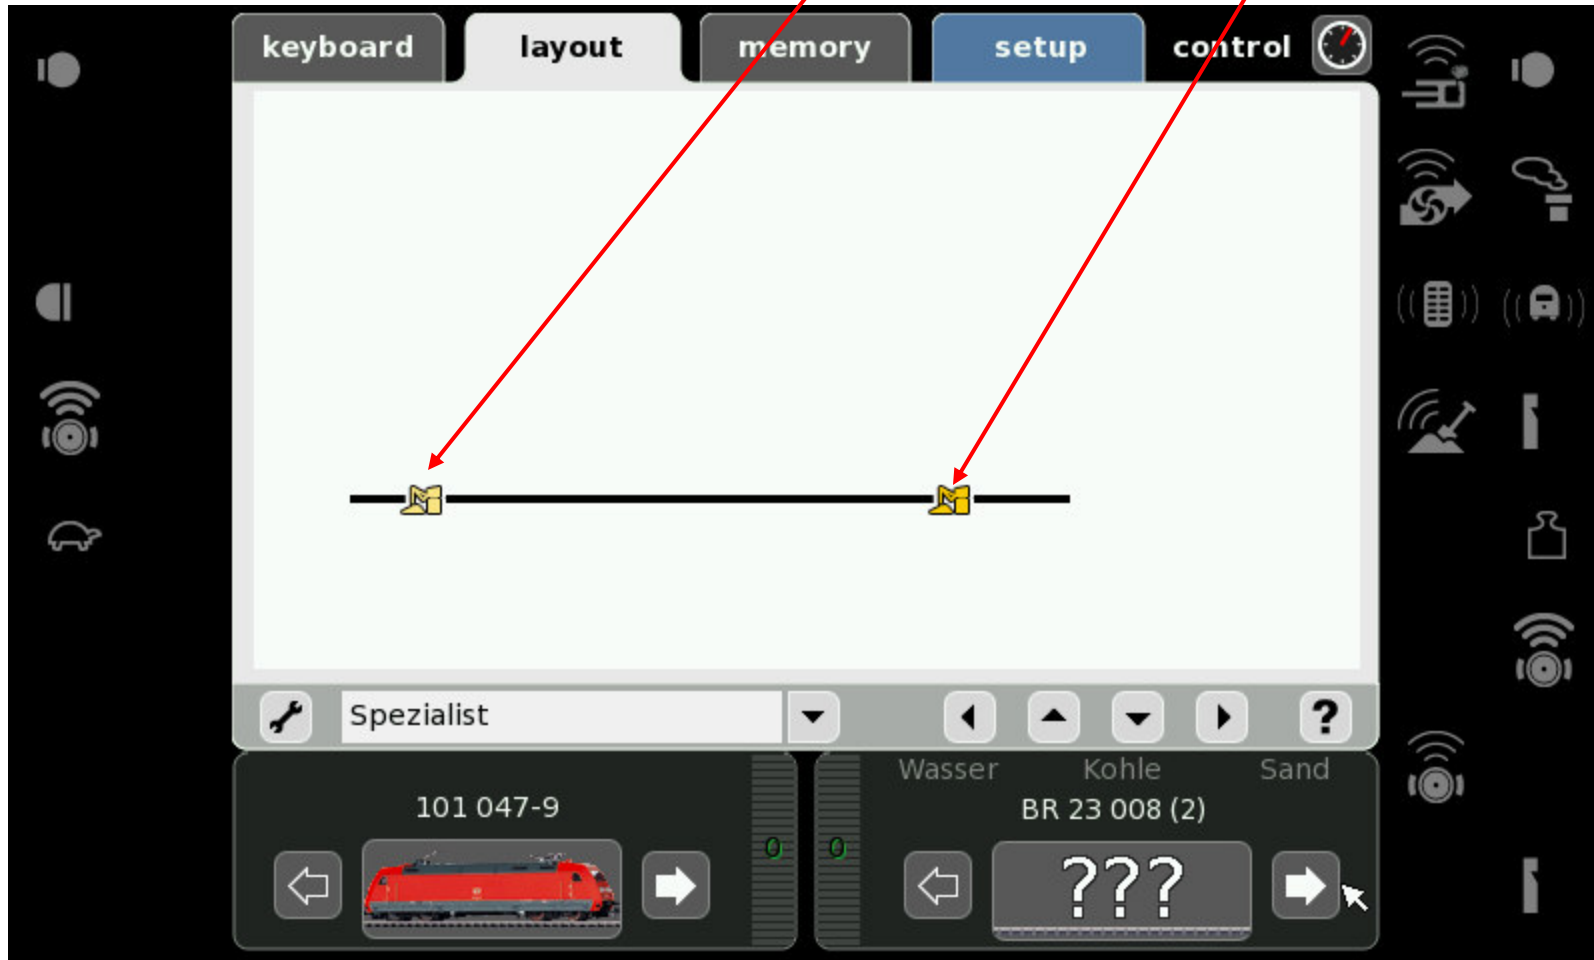 keyboard
layout
memory
setup
control
Spezialist
?
Wasser Kohle Sand
101 047-9
BR 23 008 (2)
0
0
???